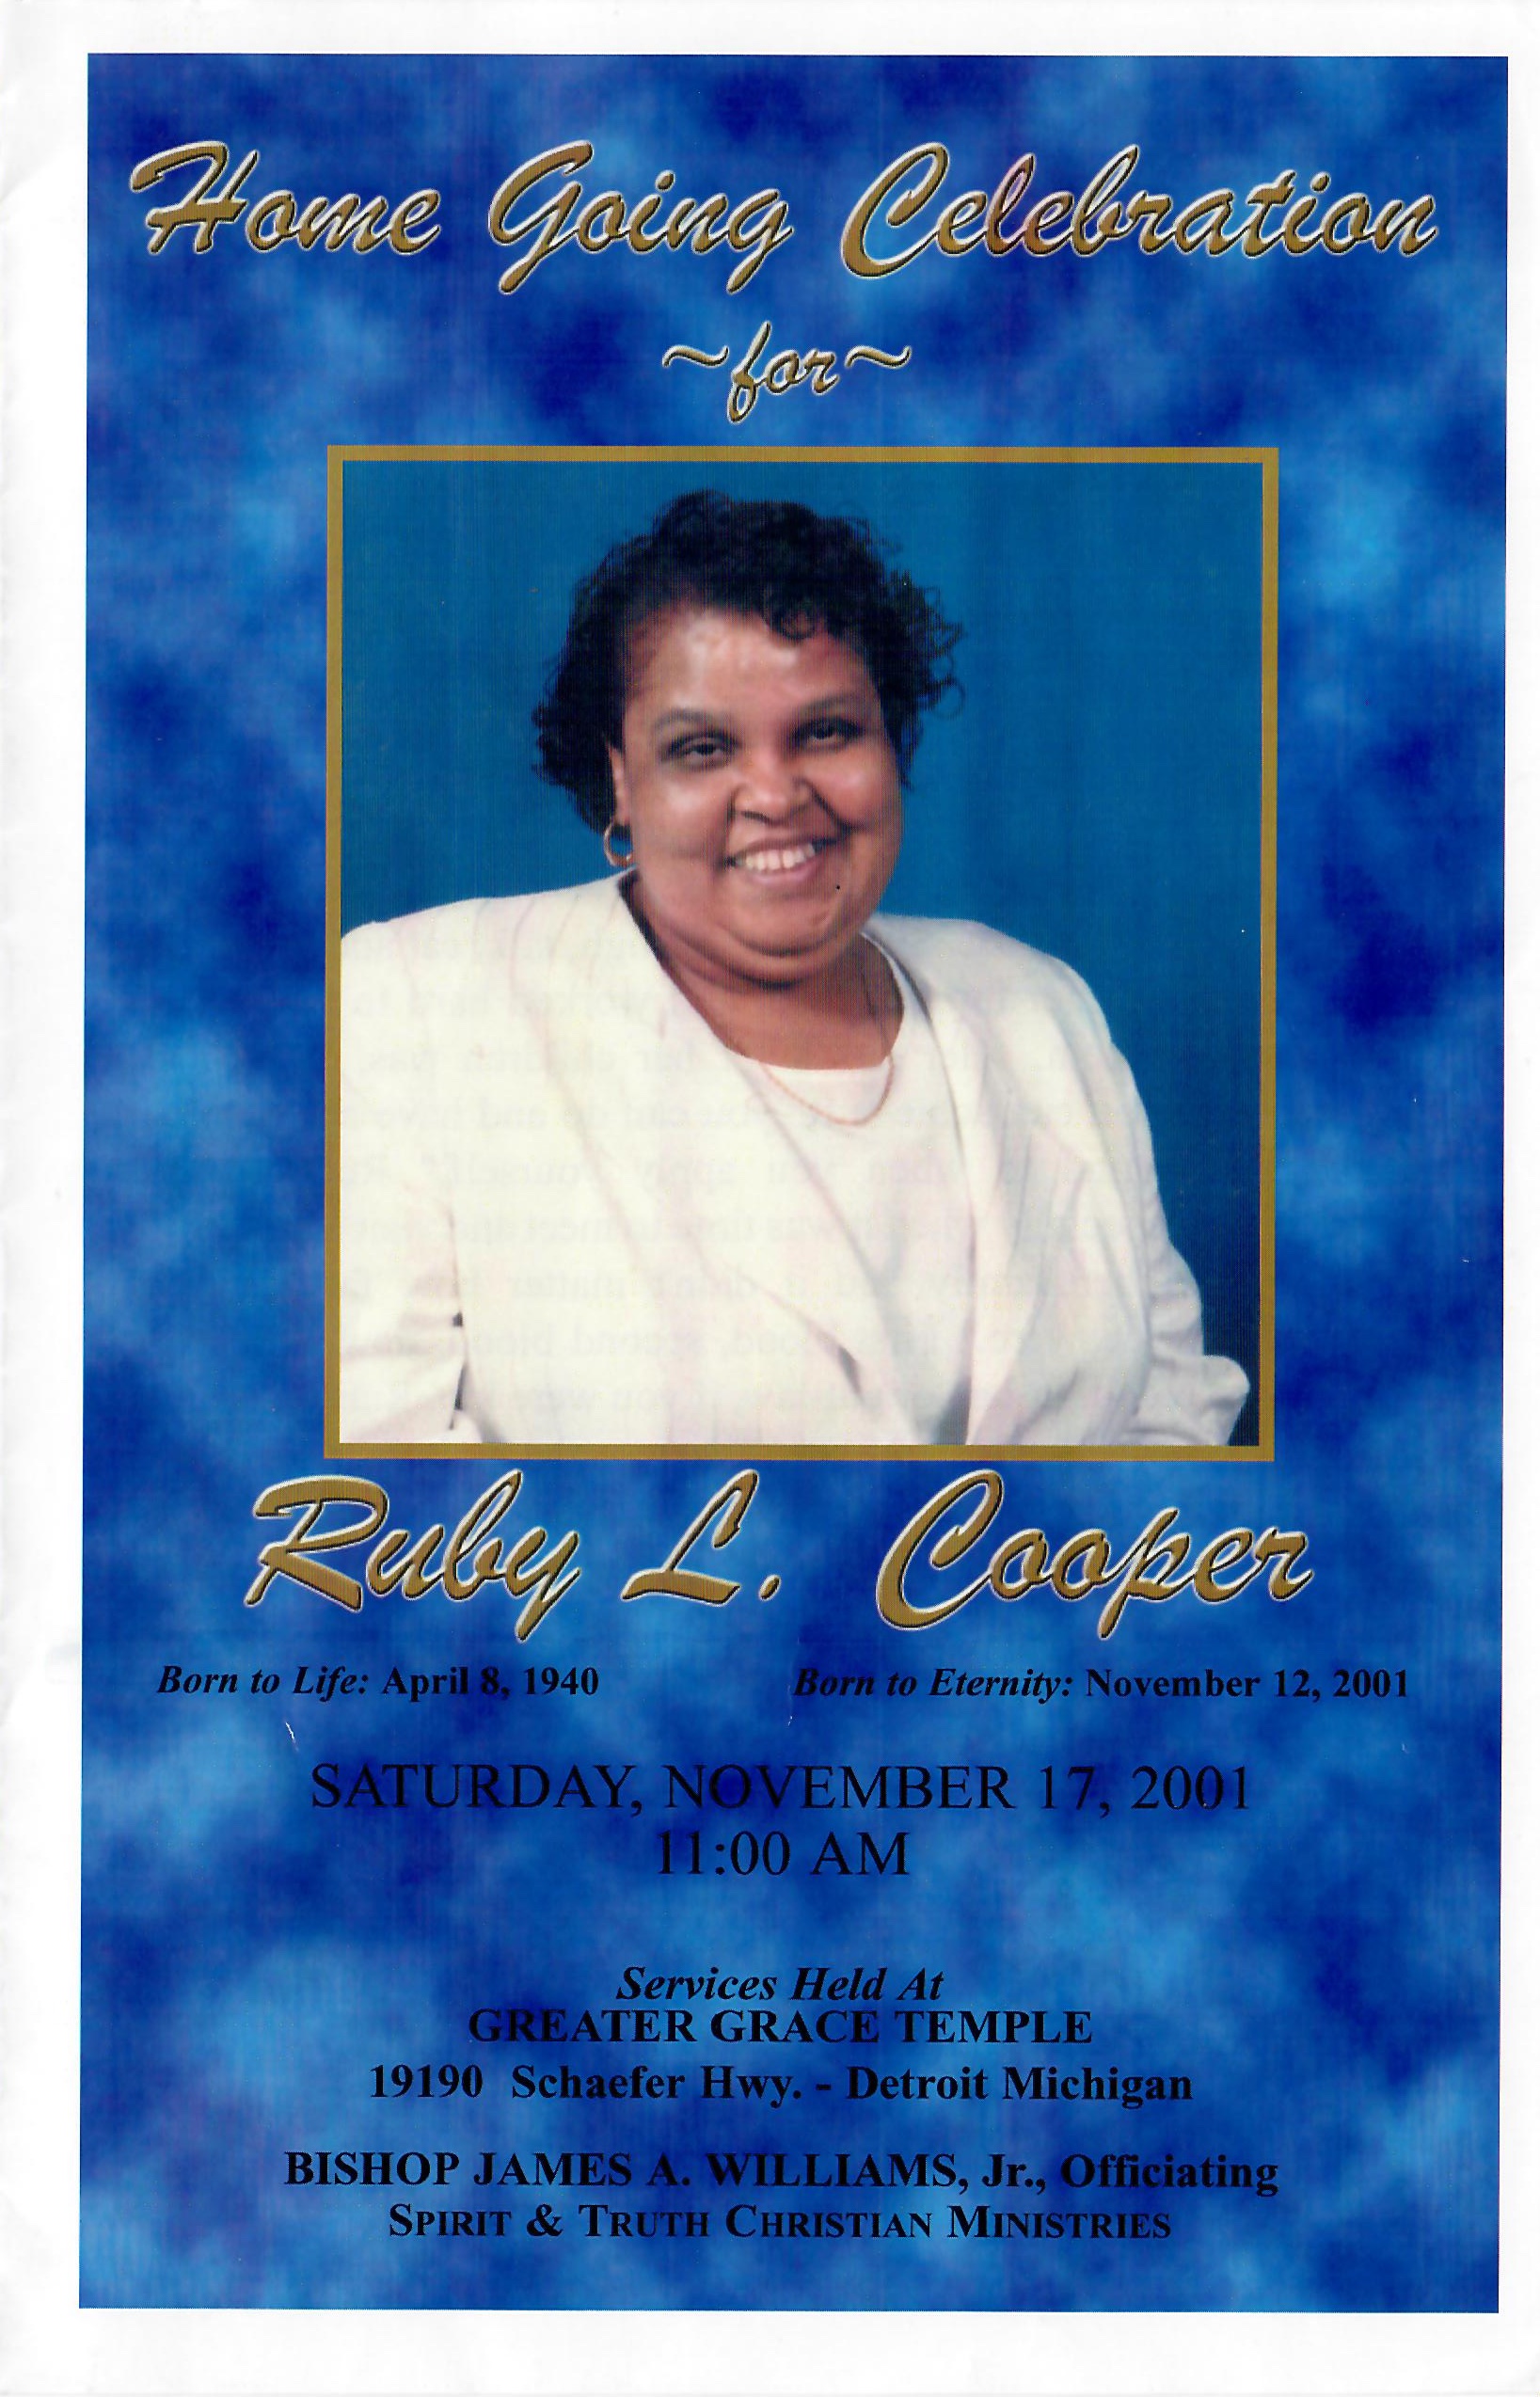 Home Going Celebration
~for~
Ruby L. Cooper
Born to Life: April 8, 1940 Born to Eternity: November 12, 2001
SATURDAY, NOVEMBER 17, 2001
11:00 AM
Services Held At
GREATER GRACE TEMPLE
19190 Schaefer Hwy. - Detroit Michigan
BISHOP JAMES A. WILLIAMS, Jr., Officiating
SPIRIT & TRUTH CHRISTIAN MINISTRIES